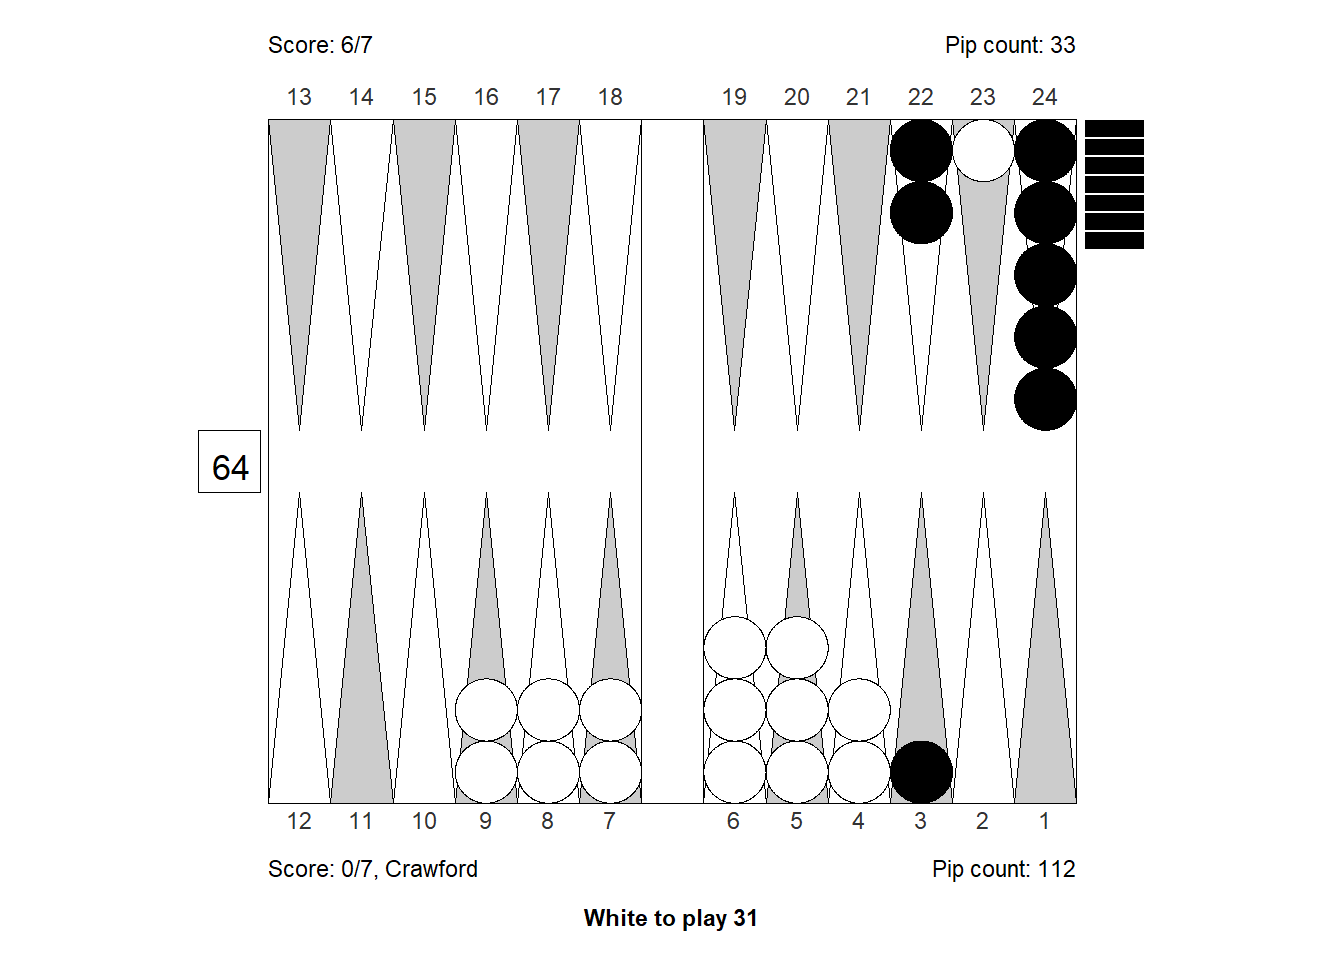 Score: 6/7 Pip count: 33
13 14 15 16 17 18 19 20 21 22 23 24
64
12 11 10 9 8 7 6 5 4 3 2 1
Score: 0/7, Crawford Pip count: 112
White to play 31